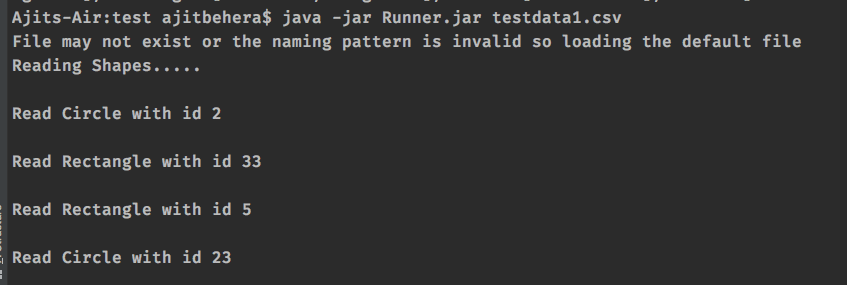 Ajits-Air:test ajitbehera$ java -jar Runner.jar testdata1.csv
File may not exist or the naming pattern is invalid so loading the default file
Reading Shapes.....
Read Circle with id 2
Read Rectangle with id 33
Read Rectangle with id 5
Read Circle with id 23